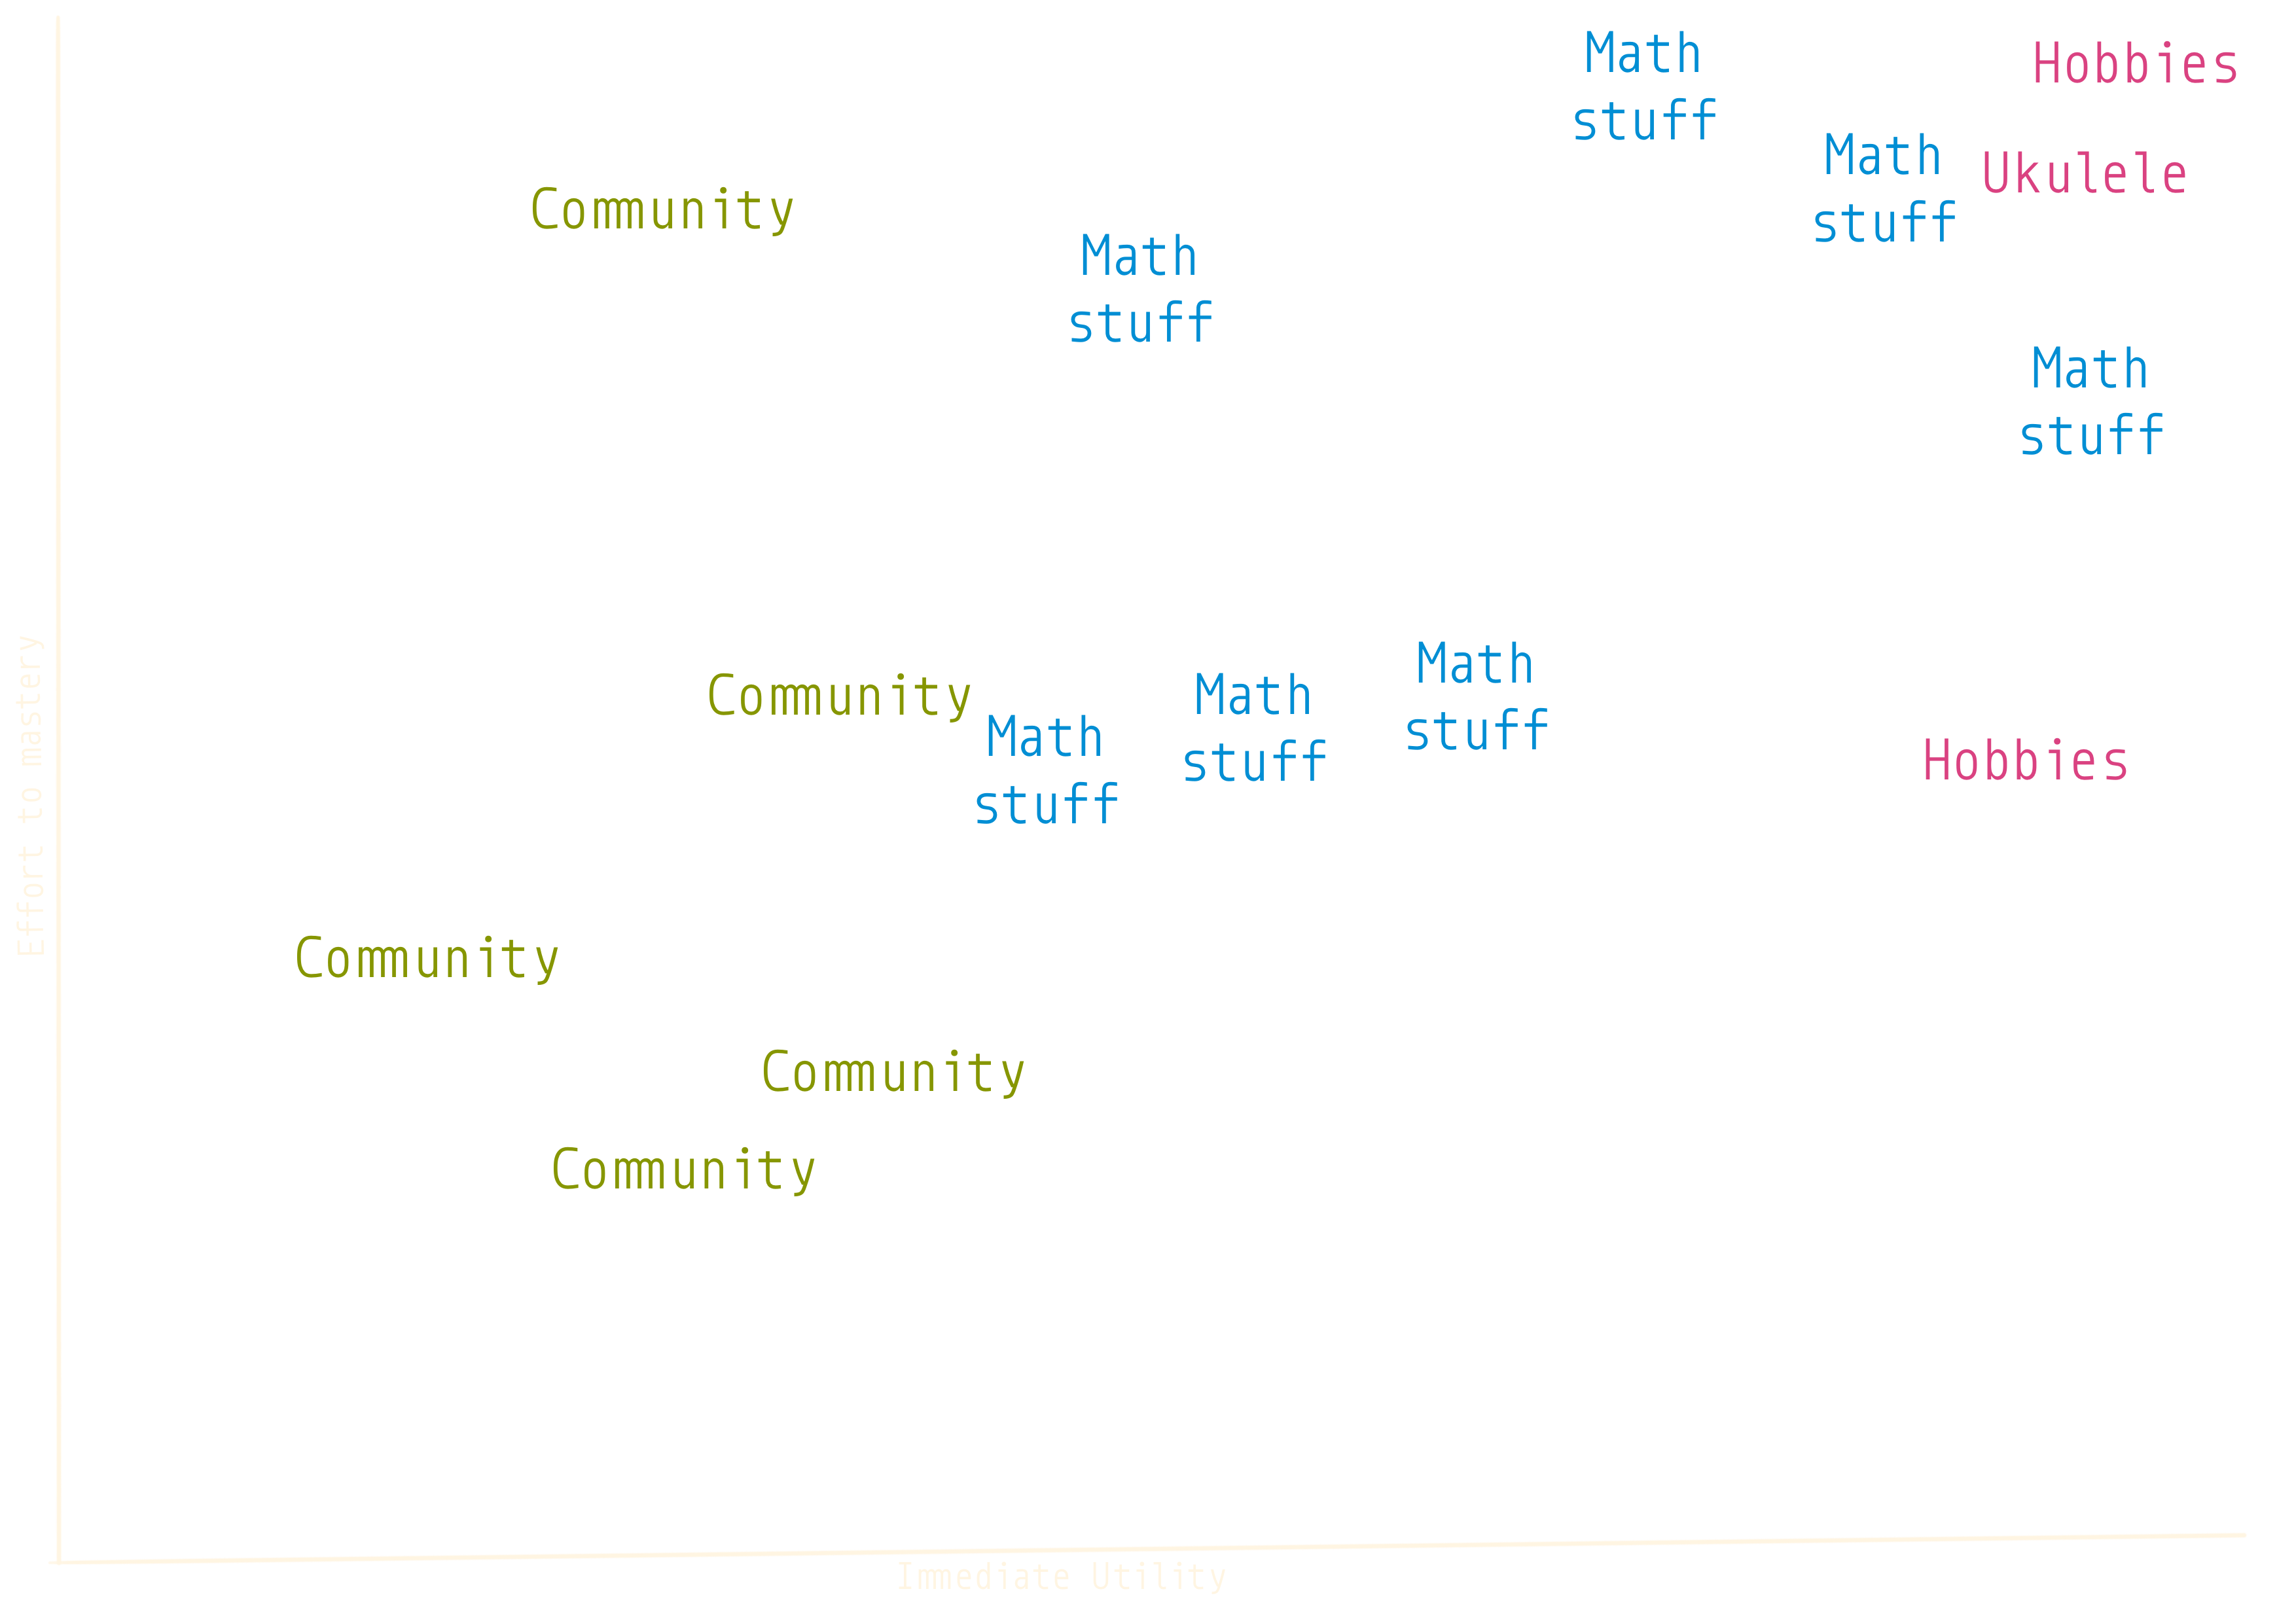 Math
stuff
Hobbies
Math
stuff
Ukulele
Community
Math
stuff
Math
stuff
Effort to mastery
Community
Math
stuff
Math
stuff
Math
stuff
Hobbies
Community
Community
Community
Immediate Utility